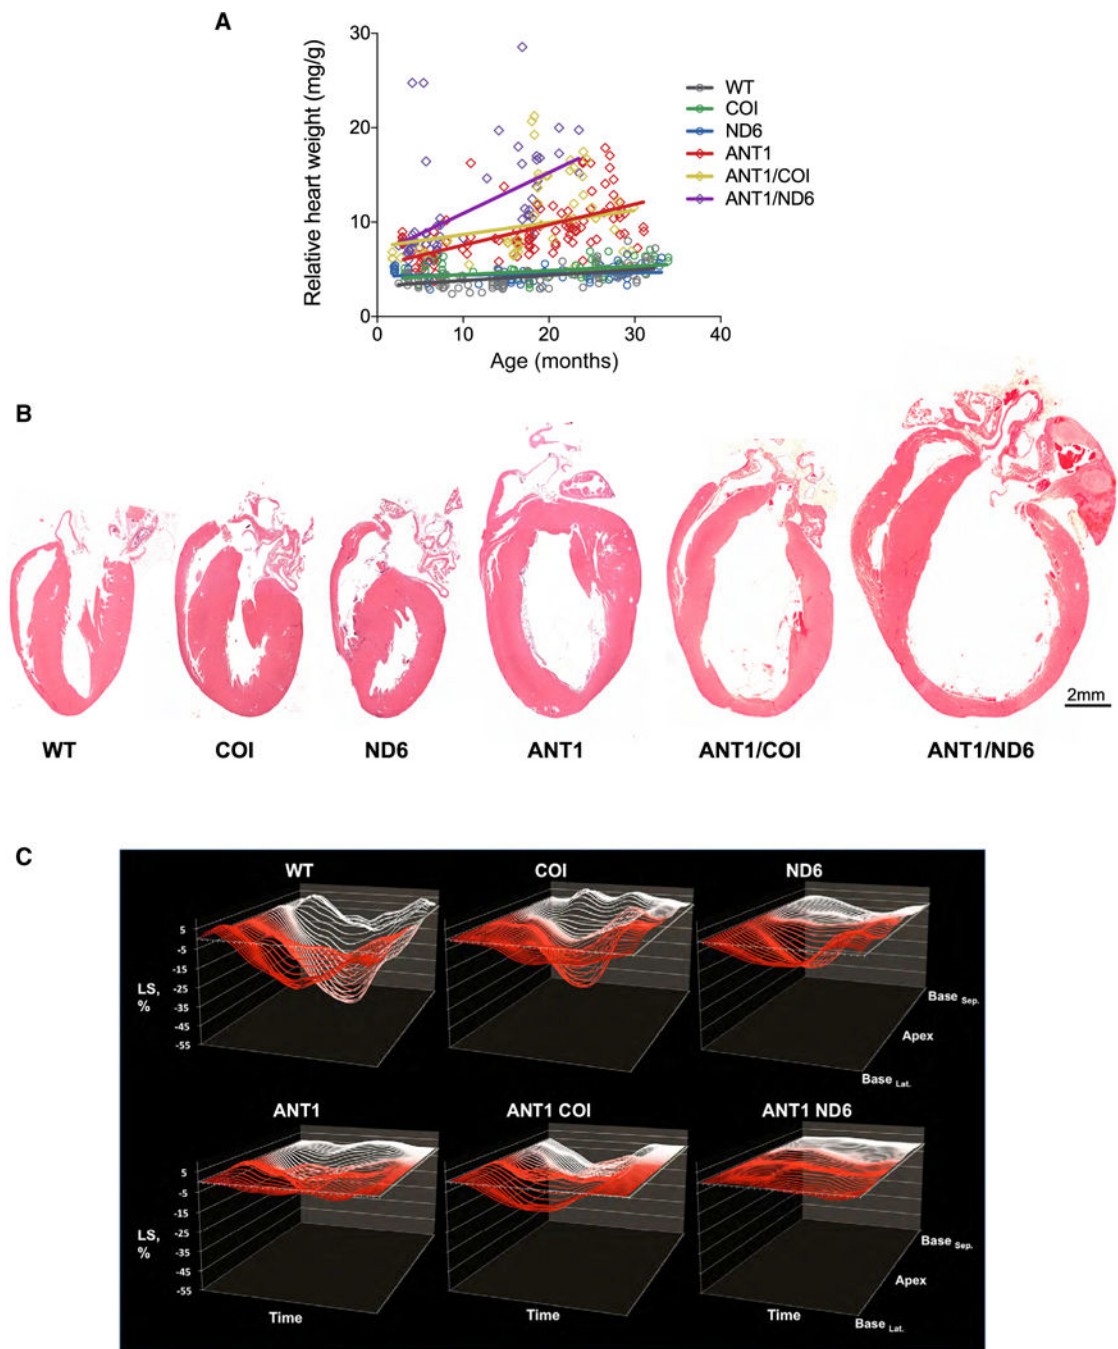 A
Relative heart weight (mg/g)
30
20
10
0
0 10 20 30 40
Age (months)
WT
COI
ND6
ANT1
ANT1/COI
ANT1/ND6
B
2mm
WT COI ND6 ANT1 ANT1/COI ANT1/ND6
C
WT COI ND6
5
-5
-15
-25
-35
-45
-55
LS,
%
Base Sep.
Apex
Base Lat.
ANT1 ANT1 COI ANT1 ND6
5
-5
-15
-25
-35
-45
-55
LS,
%
Base Sep.
Apex
Base Lat.
Time Time